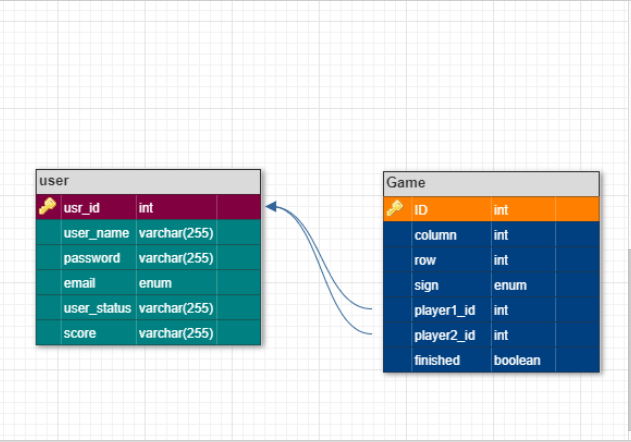 user
usr_id int
user_name varchar(255)
password varchar(255)
email enum
user_status varchar(255)
score varchar(255)
Game
ID int
column int
row int
sign enum
player1_id int
player2_id int
finished boolean